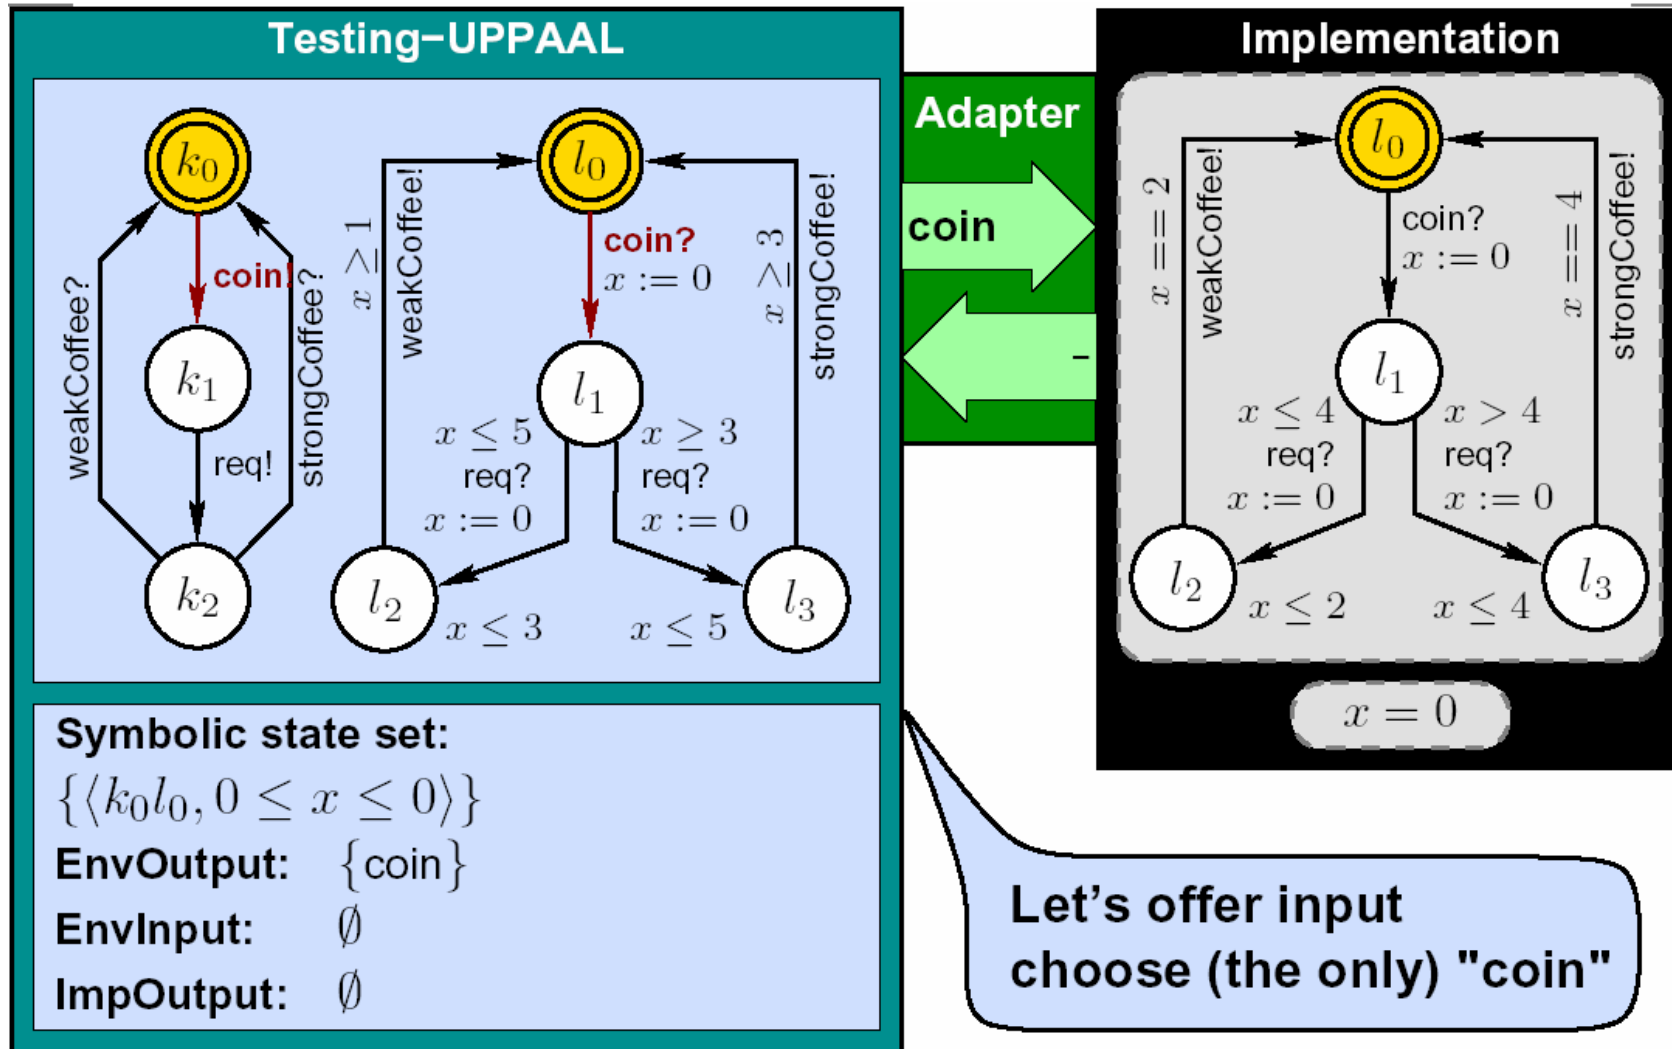 Testing−UPPAAL
k₀
coin!
k₁
req!
k₂
weakCoffee?
strongCoffee?
l₀
x ≥ 1
weakCoffee!
coin?
x := 0
x ≥ 3
strongCoffee!
l₁
x ≤ 5
req?
x := 0
x ≥ 3
req?
x := 0
l₂
x ≤ 3
x ≤ 5
l₃
Symbolic state set:
{⟨k₀l₀, 0 ≤ x ≤ 0⟩}
EnvOutput: {coin}
EnvInput: ∅
ImpOutput: ∅
Adapter
coin
−
Implementation
l₀
x == 2
weakCoffee!
coin?
x := 0
x == 4
strongCoffee!
l₁
x ≤ 4
req?
x := 0
x > 4
req?
x := 0
l₂
x ≤ 2
x ≤ 4
l₃
x = 0
Let's offer input
choose (the only) "coin"